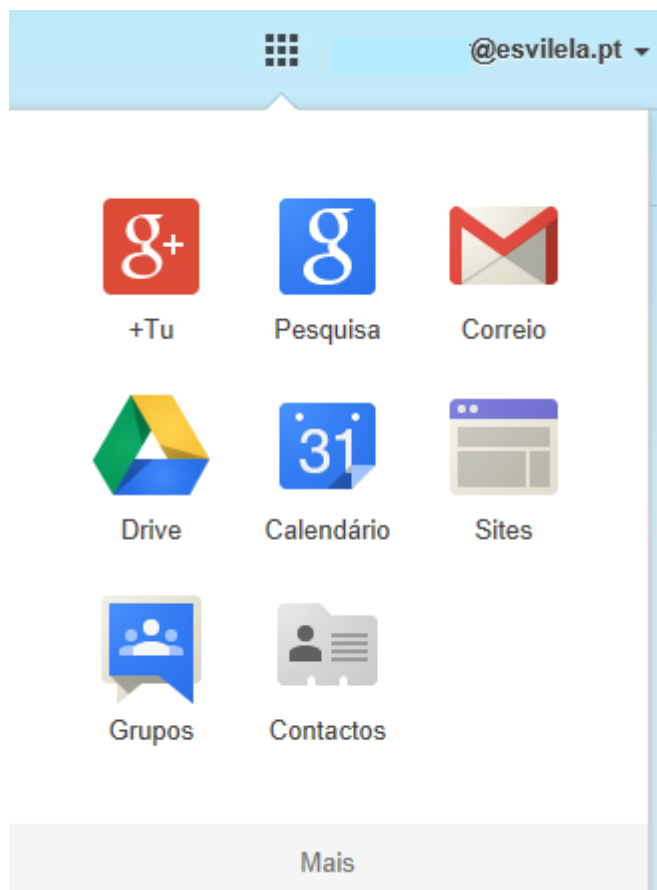 @esvilela.pt
g+
g
+Tu Pesquisa Correio
31
Drive Calendário Sites
Grupos Contactos
Mais